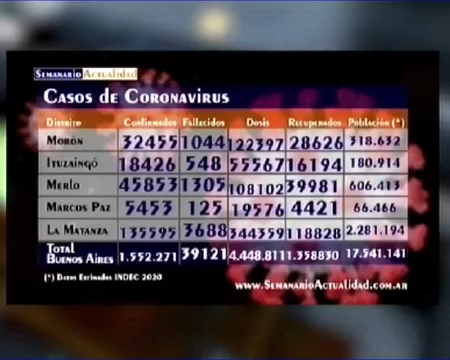 Semanario Actualidad
Casos de Coronavirus
Distrito Confirmados Fallecidos Dosis Recuperados Población (*)
Morón 32455 1044 122397 28626 318.632
Ituzaingó 18426 548 55567 16194 180.914
Merlo 45853 1305 108102 39981 606.413
Marcos Paz 5453 125 19576 4421 66.466
La Matanza 135595 3688 344359 118828 2.281.194
Total
Buenos Aires 1.552.271 39121 4.448.811 1.358830 17.541.141
(*) Datos Estimados INDEC 2020
www.SemanarioActualidad.com.ar